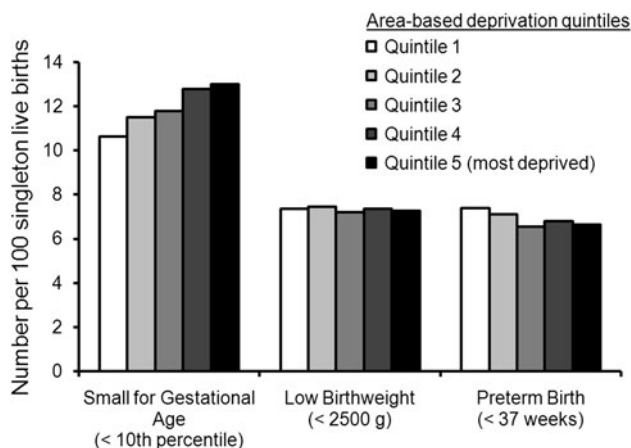 Area-based deprivation quintiles
Quintile 1
Quintile 2
Quintile 3
Quintile 4
Quintile 5 (most deprived)
Number per 100 singleton live births
14
12
10
8
6
4
2
0
Small for Gestational
Age
(< 10th percentile)
Low Birthweight
(< 2500 g)
Preterm Birth
(< 37 weeks)